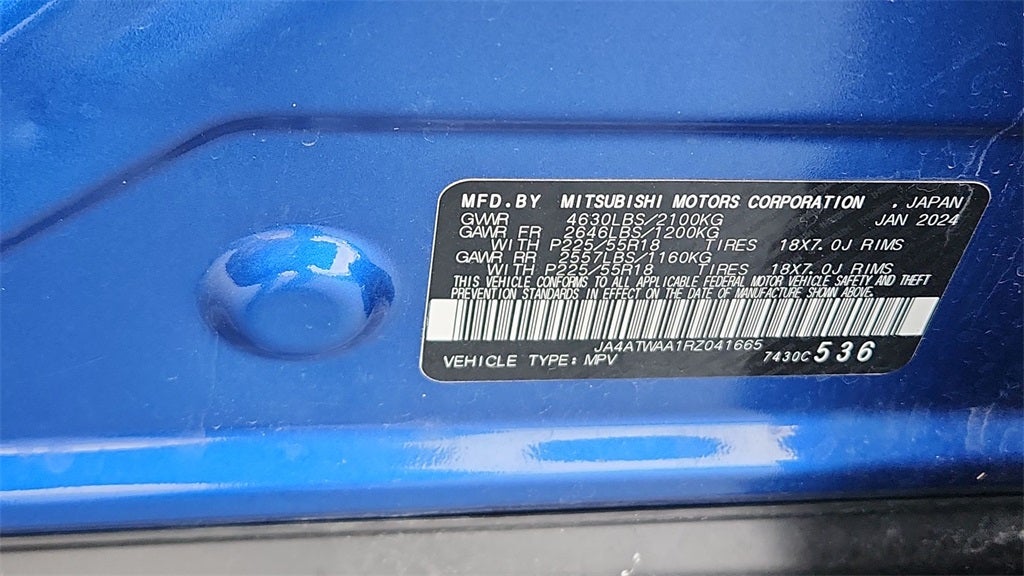 MFD.BY MITSUBISHI MOTORS CORPORATION . JAPAN
GVWR 4630LBS/2100KG JAN 2024
GAWR FR 2646LBS/1200KG
WITH P225/55R18 TIRES 18X7.0J RIMS
GAWR RR 2557LBS/1160KG
WITH P225/55R18 TIRES 18X7.0J RIMS
THIS VEHICLE CONFORMS TO ALL APPLICABLE FEDERAL MOTOR VEHICLE SAFETY AND THEFT
PREVENTION STANDARDS IN EFFECT ON THE DATE OF MANUFACTURE SHOWN ABOVE.
JA4ATWAA1RZ041665
VEHICLE TYPE: MPV 7430C 536